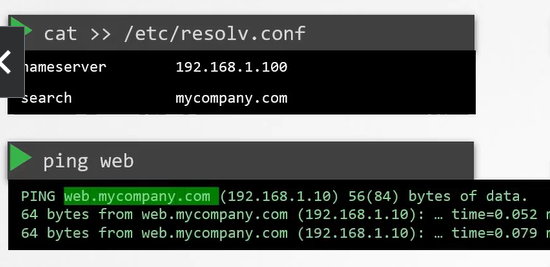 cat >> /etc/resolv.conf
nameserver 192.168.1.100
search mycompany.com
ping web
PING web.mycompany.com (192.168.1.10) 56(84) bytes of data.
64 bytes from web.mycompany.com (192.168.1.10): … time=0.052
64 bytes from web.mycompany.com (192.168.1.10): … time=0.079